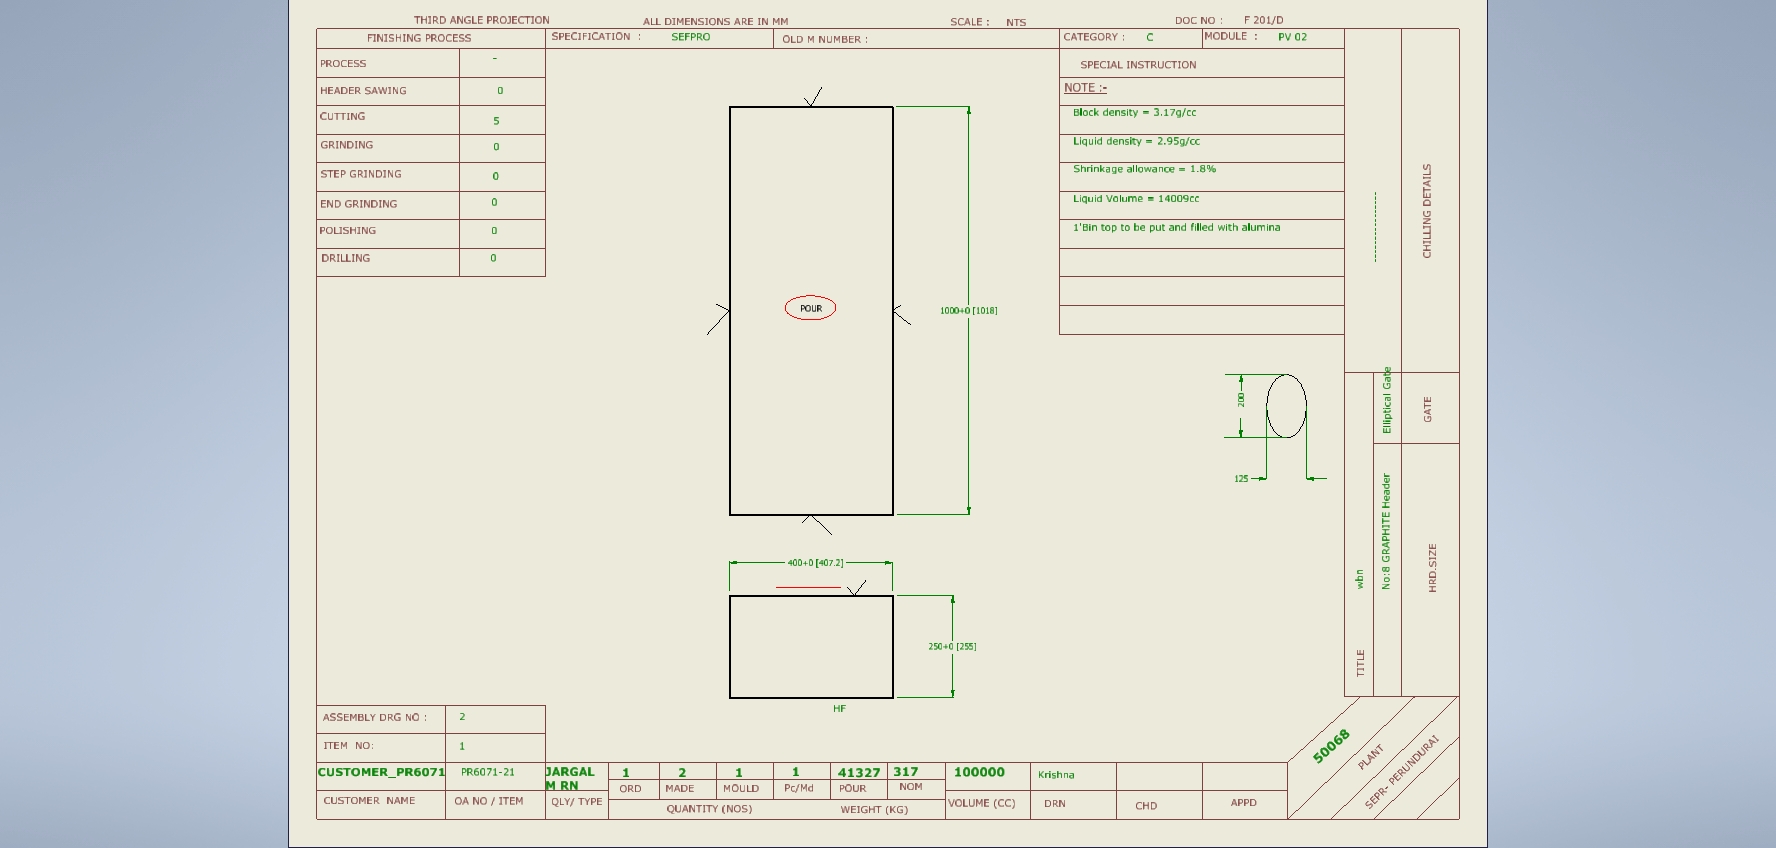 THIRD ANGLE PROJECTION
ALL DIMENSIONS ARE IN MM
SCALE : NTS
DOC NO : F 201/D
FINISHING PROCESS
SPECIFICATION : SEFPRO
OLD M NUMBER :
CATEGORY : C
MODULE : PV 02
PROCESS -
HEADER SAWING 0
CUTTING 5
GRINDING 0
STEP GRINDING 0
END GRINDING 0
POLISHING 0
DRILLING 0
SPECIAL INSTRUCTION
NOTE :-
Block density = 3.17g/cc
Liquid density = 2.95g/cc
Shrinkage allowance = 1.8%
Liquid Volume = 14009cc
1'Bin top to be put and filled with alumina
CHILLING DETAILS
POUR
1000+0 [1018]
200
125
Elliptical Gate
GATE
No:8 GRAPHITE Header
HRD.SIZE
wbn
TITLE
400+0 [407.2]
250+0 [255]
HF
ASSEMBLY DRG NO : 2
ITEM NO: 1
CUSTOMER_PR6071
PR6071-21
JARGAL
M RN
1 2 1 1 41327 317
100000
Krishna
ORD MADE MOULD Pc/Md POUR NOM
CUSTOMER NAME
OA NO / ITEM
QLY/ TYPE
QUANTITY (NOS)
WEIGHT (KG)
VOLUME (CC)
DRN
CHD
APPD
50068
PLANT
SEPR- PERUNDURAI